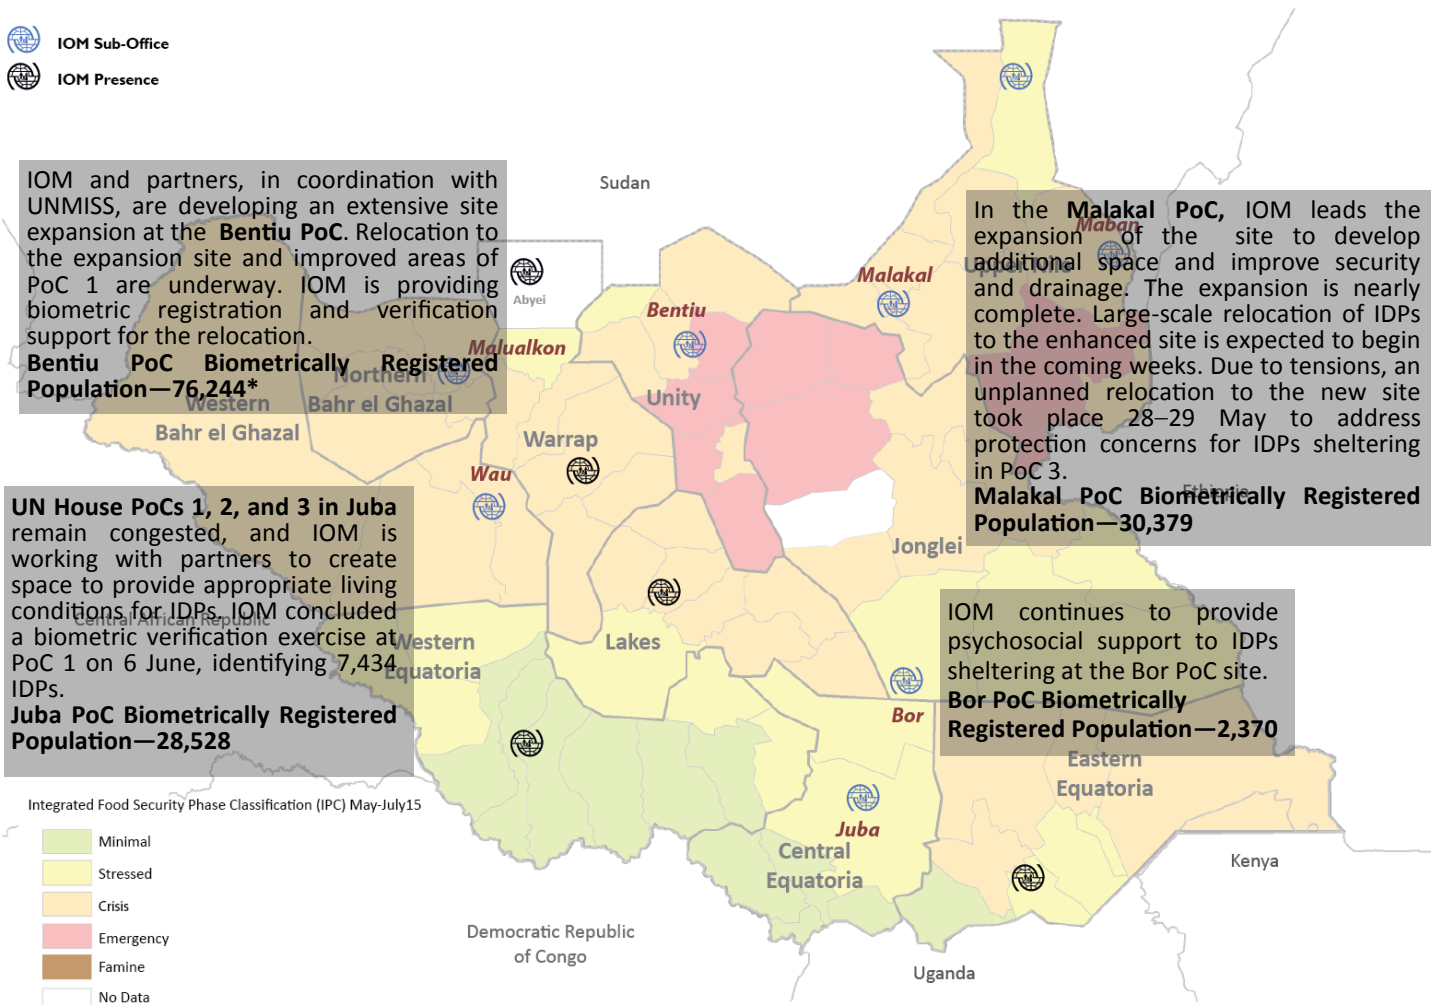 IOM Sub-Office
IOM Presence
IOM and partners, in coordination with
UNMISS, are developing an extensive site
expansion at the Bentiu PoC. Relocation to
the expansion site and improved areas of
PoC 1 are underway. IOM is providing
biometric registration and verification
support for the relocation.
Bentiu PoC Biometrically Registered
Population—76,244*
In the Malakal PoC, IOM leads the
expansion of the site to develop
additional space and improve security
and drainage. The expansion is nearly
complete. Large-scale relocation of IDPs
to the enhanced site is expected to begin
in the coming weeks. Due to tensions, an
unplanned relocation to the new site
took place 28–29 May to address
protection concerns for IDPs sheltering
in PoC 3.
Malakal PoC Biometrically Registered
Population—30,379
UN House PoCs 1, 2, and 3 in Juba
remain congested, and IOM is
working with partners to create
space to provide appropriate living
conditions for IDPs. IOM concluded
a biometric verification exercise at
PoC 1 on 6 June, identifying 7,434
IDPs.
Juba PoC Biometrically Registered
Population—28,528
IOM continues to provide
psychosocial support to IDPs
sheltering at the Bor PoC site.
Bor PoC Biometrically
Registered Population—2,370
Sudan
Abyei
Maban
Upper Nile
Malakal
Bentiu
Malualkon
Northern
Bahr el Ghazal
Western
Bahr el Ghazal
Unity
Warrap
Wau
Ethiopia
Jonglei
Central African Republic
Western
Equatoria
Lakes
Bor
Eastern
Equatoria
Juba
Central
Equatoria
Kenya
Democratic Republic
of Congo
Uganda
Integrated Food Security Phase Classification (IPC) May-July15
Minimal
Stressed
Crisis
Emergency
Famine
No Data